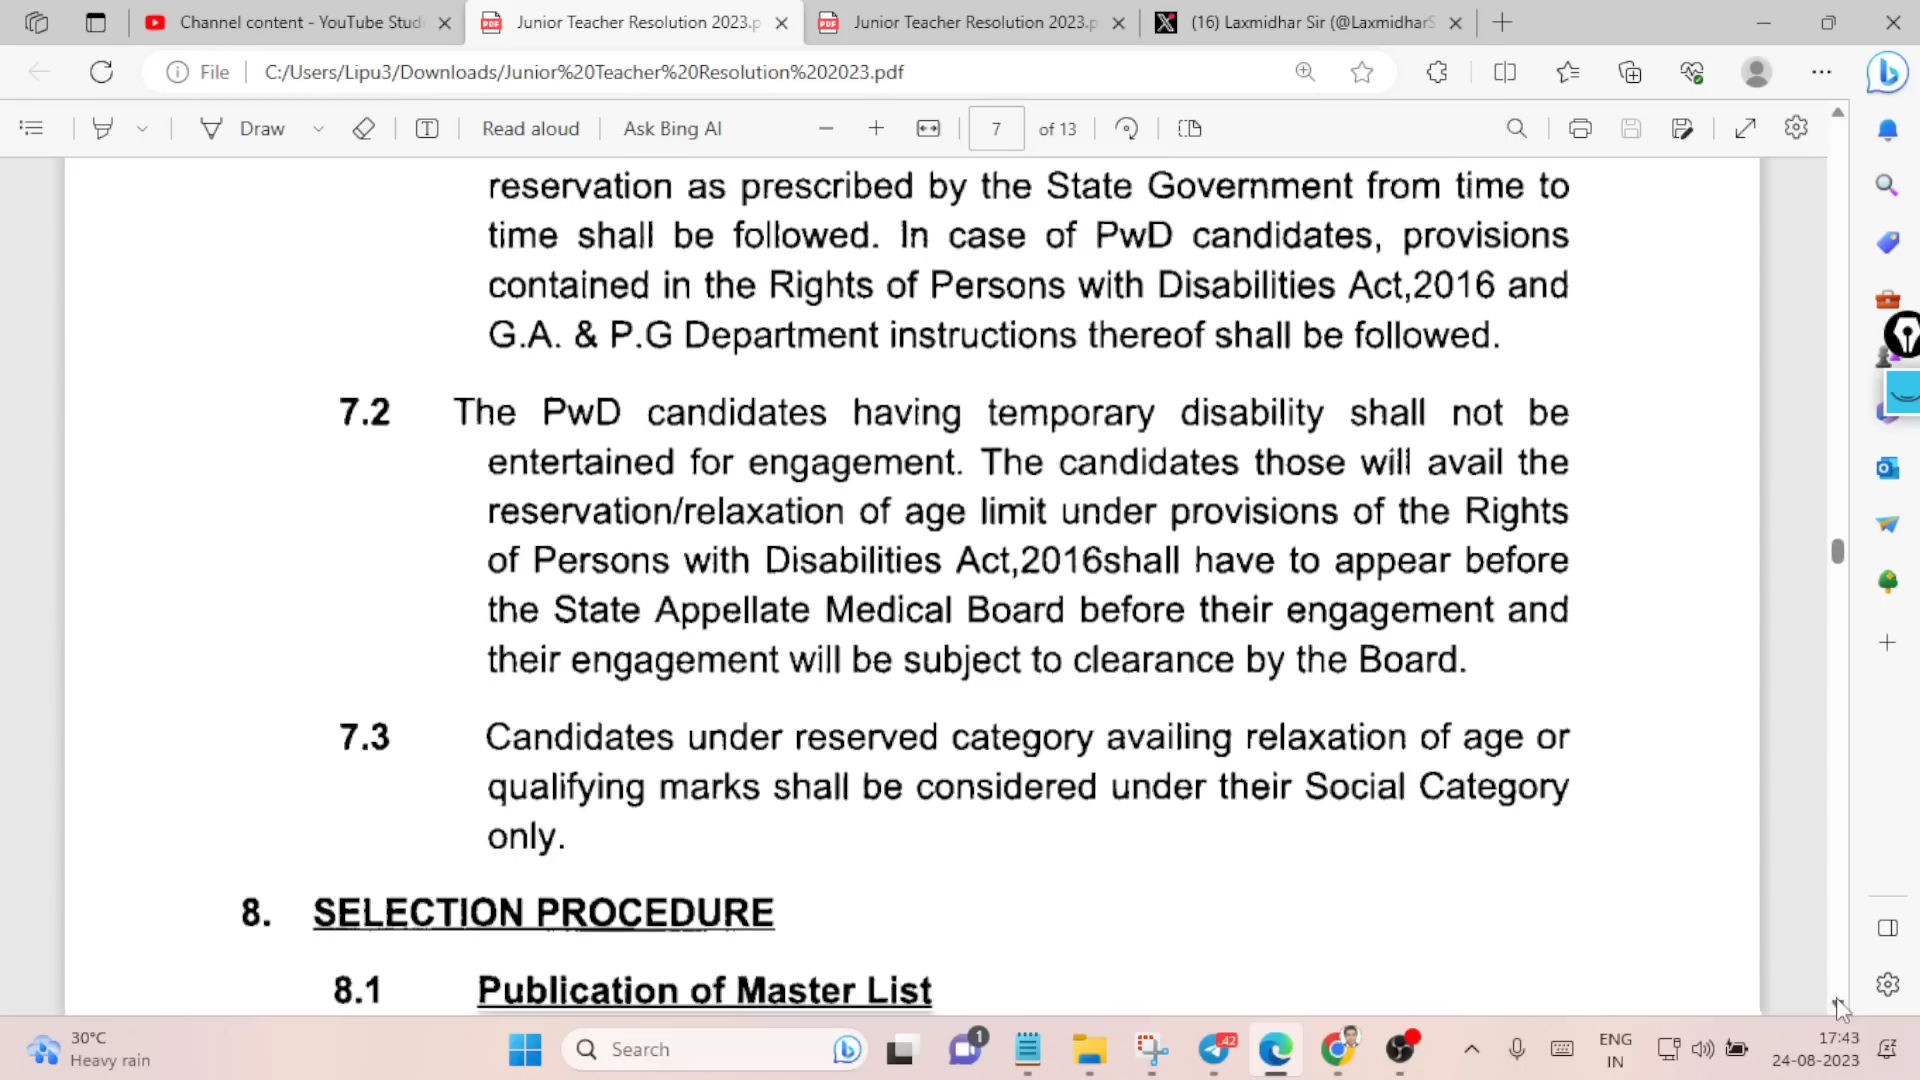 Channel content - YouTube Stud
Junior Teacher Resolution 2023.p
Junior Teacher Resolution 2023.p
(16) Laxmidhar Sir (@LaxmidharS
File
C:/Users/Lipu3/Downloads/Junior%20Teacher%20Resolution%202023.pdf
Draw
Read aloud
Ask Bing AI
7
of 13
reservation as prescribed by the State Government from time to
time shall be followed. In case of PwD candidates, provisions
contained in the Rights of Persons with Disabilities Act,2016 and
G.A. & P.G Department instructions thereof shall be followed.
7.2 The PwD candidates having temporary disability shall not be
entertained for engagement. The candidates those will avail the
reservation/relaxation of age limit under provisions of the Rights
of Persons with Disabilities Act,2016shall have to appear before
the State Appellate Medical Board before their engagement and
their engagement will be subject to clearance by the Board.
7.3 Candidates under reserved category availing relaxation of age or
qualifying marks shall be considered under their Social Category
only.
8. SELECTION PROCEDURE
8.1 Publication of Master List
30°C
Heavy rain
Search
1
42
ENG
IN
17:43
24-08-2023